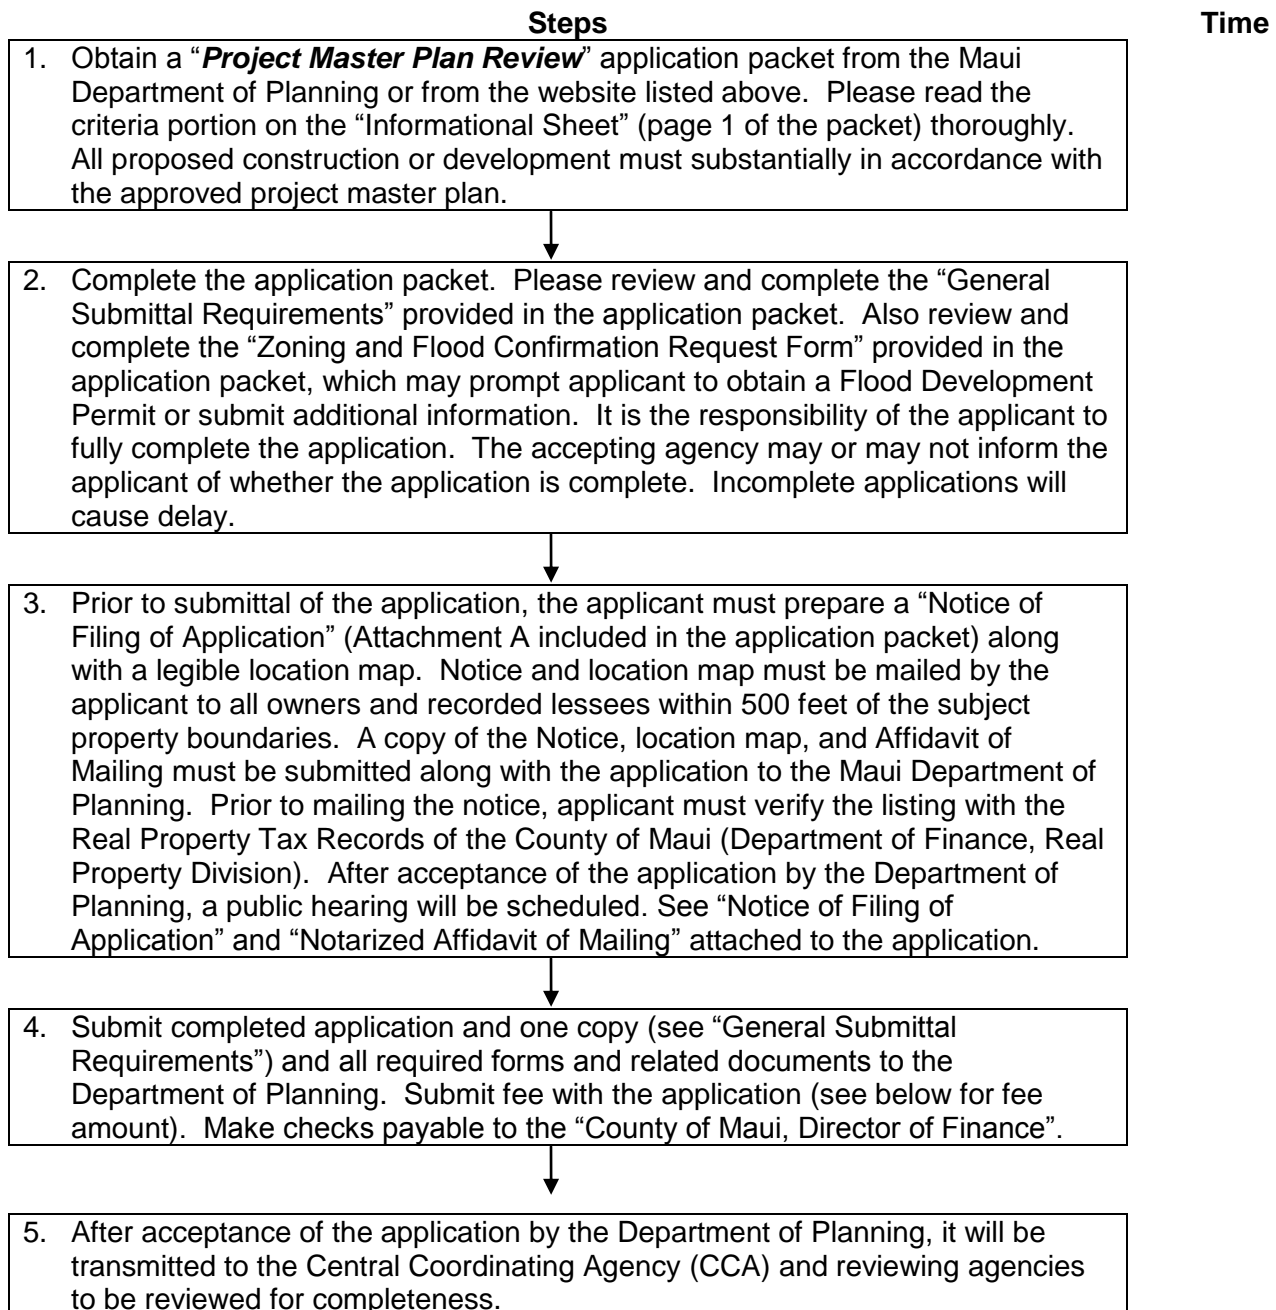 Steps Time
1. Obtain a “Project Master Plan Review” application packet from the Maui
Department of Planning or from the website listed above. Please read the
criteria portion on the “Informational Sheet” (page 1 of the packet) thoroughly.
All proposed construction or development must substantially in accordance with
the approved project master plan.
2. Complete the application packet. Please review and complete the “General
Submittal Requirements” provided in the application packet. Also review and
complete the “Zoning and Flood Confirmation Request Form” provided in the
application packet, which may prompt applicant to obtain a Flood Development
Permit or submit additional information. It is the responsibility of the applicant to
fully complete the application. The accepting agency may or may not inform the
applicant of whether the application is complete. Incomplete applications will
cause delay.
3. Prior to submittal of the application, the applicant must prepare a “Notice of
Filing of Application” (Attachment A included in the application packet) along
with a legible location map. Notice and location map must be mailed by the
applicant to all owners and recorded lessees within 500 feet of the subject
property boundaries. A copy of the Notice, location map, and Affidavit of
Mailing must be submitted along with the application to the Maui Department of
Planning. Prior to mailing the notice, applicant must verify the listing with the
Real Property Tax Records of the County of Maui (Department of Finance, Real
Property Division). After acceptance of the application by the Department of
Planning, a public hearing will be scheduled. See “Notice of Filing of
Application” and “Notarized Affidavit of Mailing” attached to the application.
4. Submit completed application and one copy (see “General Submittal
Requirements”) and all required forms and related documents to the
Department of Planning. Submit fee with the application (see below for fee
amount). Make checks payable to the “County of Maui, Director of Finance”.
5. After acceptance of the application by the Department of Planning, it will be
transmitted to the Central Coordinating Agency (CCA) and reviewing agencies
to be reviewed for completeness.